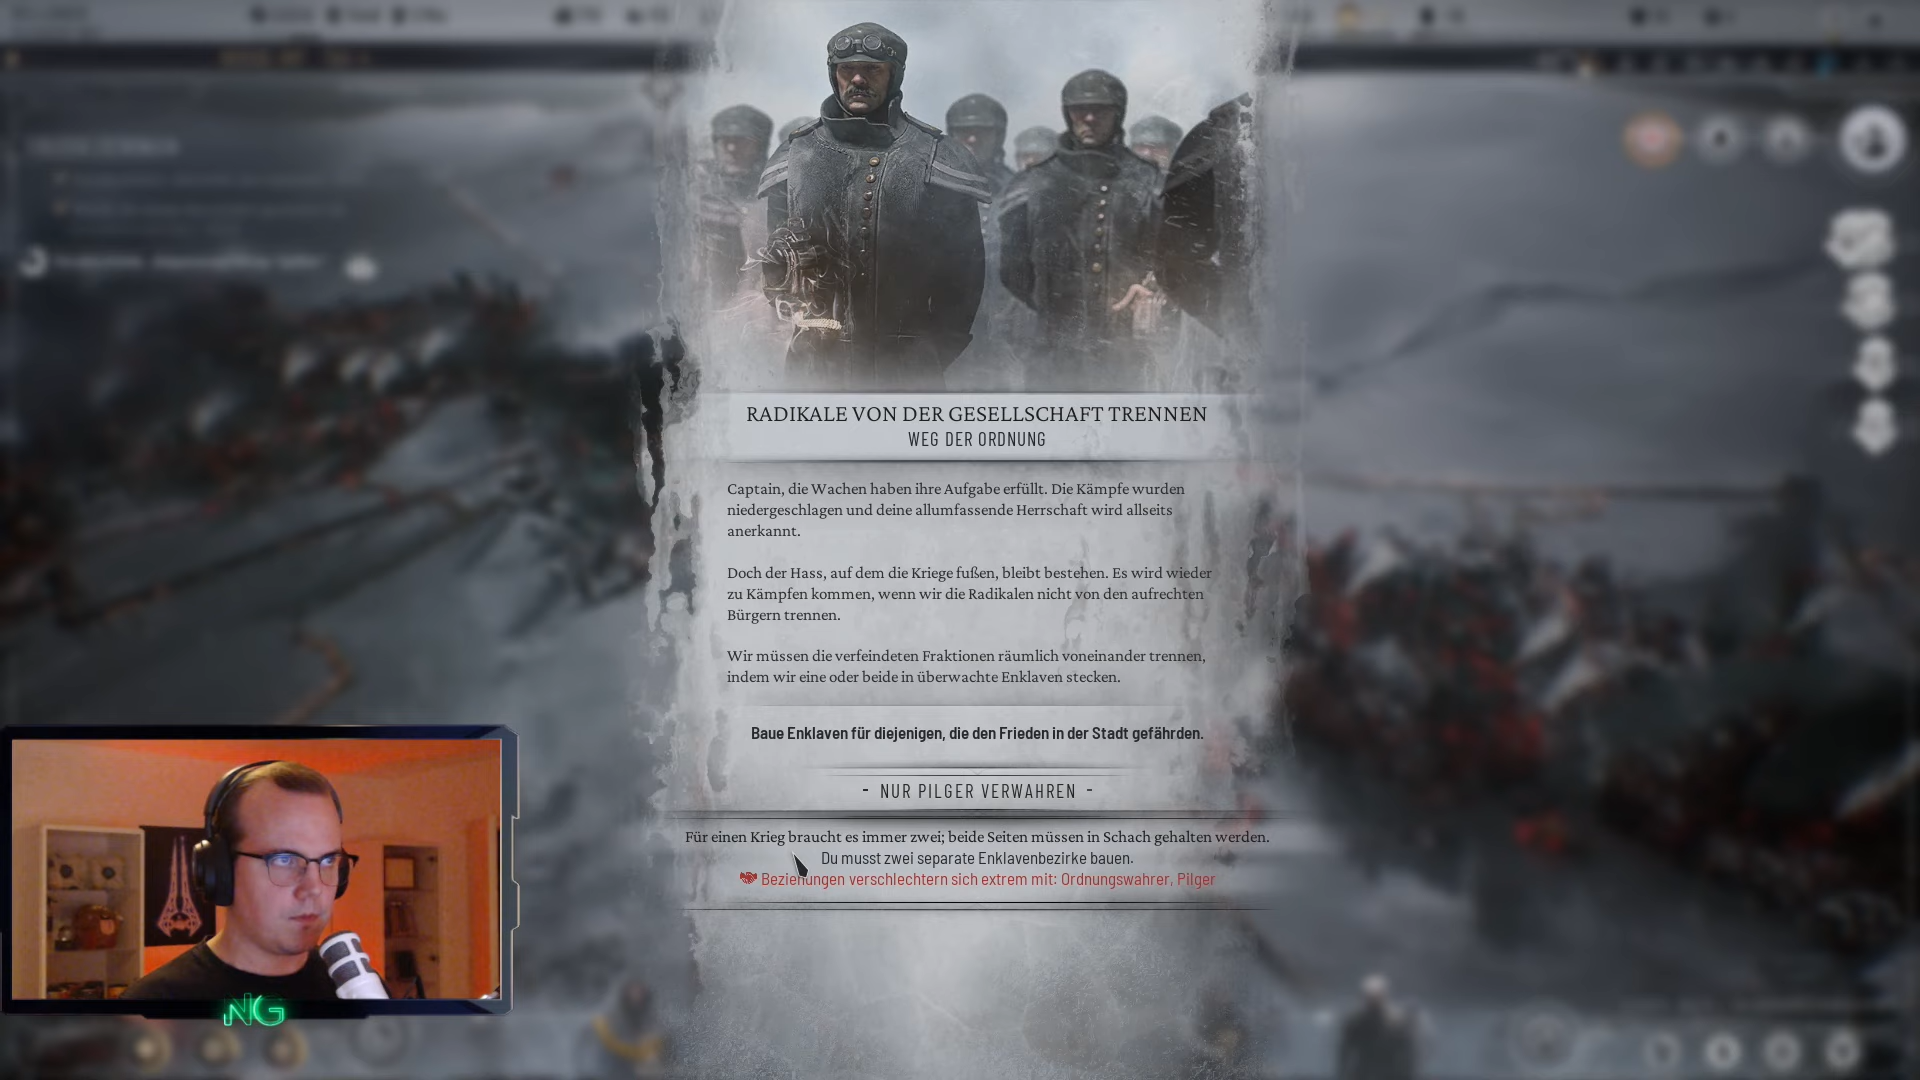 RADIKALE VON DER GESELLSCHAFT TRENNEN
WEG DER ORDNUNG
Captain, die Wachen haben ihre Aufgabe erfüllt. Die Kämpfe wurden
niedergeschlagen und deine allumfassende Herrschaft wird allseits
anerkannt.
Doch der Hass, auf dem die Kriege fußen, bleibt bestehen. Es wird wieder
zu Kämpfen kommen, wenn wir die Radikalen nicht von den aufrechten
Bürgern trennen.
Wir müssen die verfeindeten Fraktionen räumlich voneinander trennen,
indem wir eine oder beide in überwachte Enklaven stecken.
Baue Enklaven für diejenigen, die den Frieden in der Stadt gefährden.
- NUR PILGER VERWAHREN -
Für einen Krieg braucht es immer zwei; beide Seiten müssen in Schach gehalten werden.
Du musst zwei separate Enklavenbezirke bauen.
Beziehungen verschlechtern sich extrem mit: Ordnungswahrer, Pilger
NG